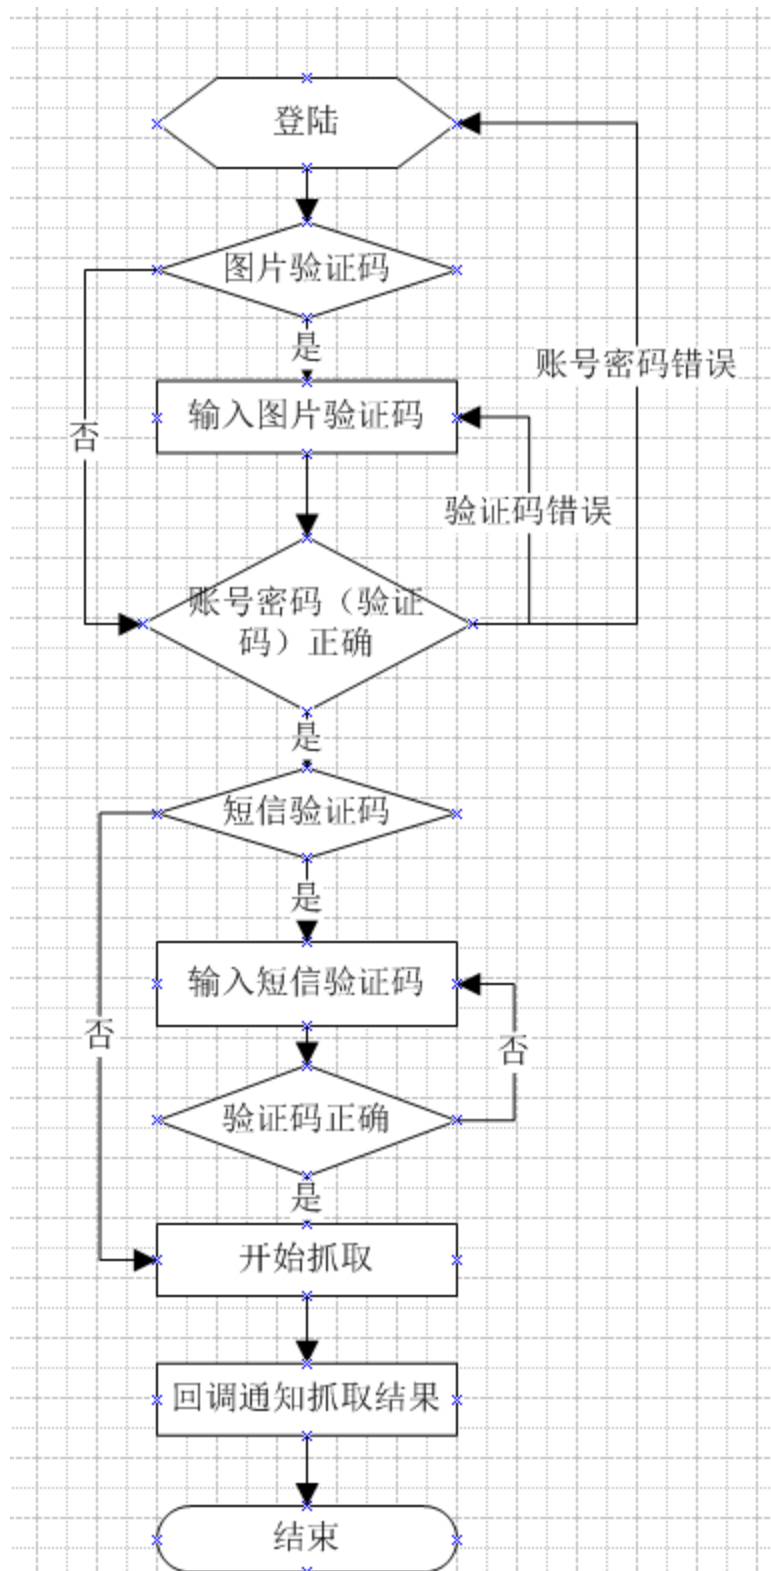 登陆
图片验证码
是
账号密码错误
输入图片验证码
否
验证码错误
账号密码（验证
码）正确
是
短信验证码
是
输入短信验证码
否
否
验证码正确
是
开始抓取
回调通知抓取结果
结束